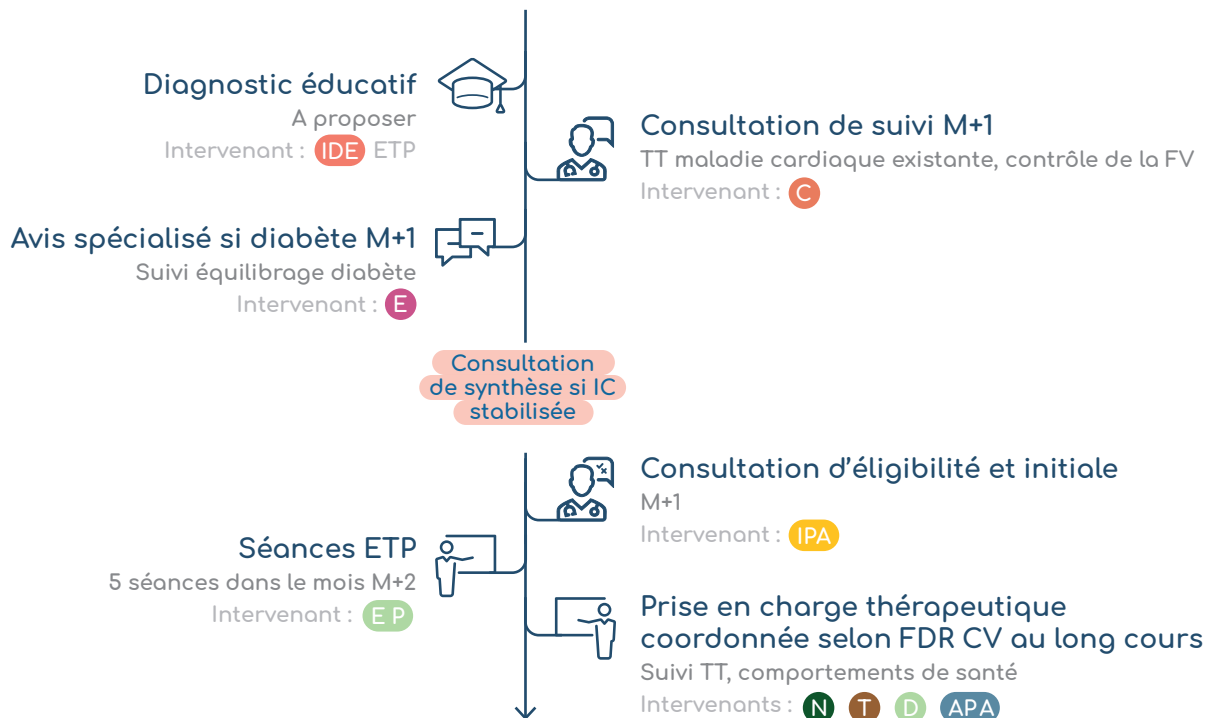 Diagnostic éducatif
A proposer
Intervenant : IDE ETP
Consultation de suivi M+1
TT maladie cardiaque existante, contrôle de la FV
Intervenant : C
Avis spécialisé si diabète M+1
Suivi équilibrage diabète
Intervenant : E
Consultation
de synthèse si IC
stabilisée
Consultation d’éligibilité et initiale
M+1
Intervenant : IPA
Séances ETP
5 séances dans le mois M+2
Intervenant : E P
Prise en charge thérapeutique
coordonnée selon FDR CV au long cours
Suivi TT, comportements de santé
Intervenants : N T D APA